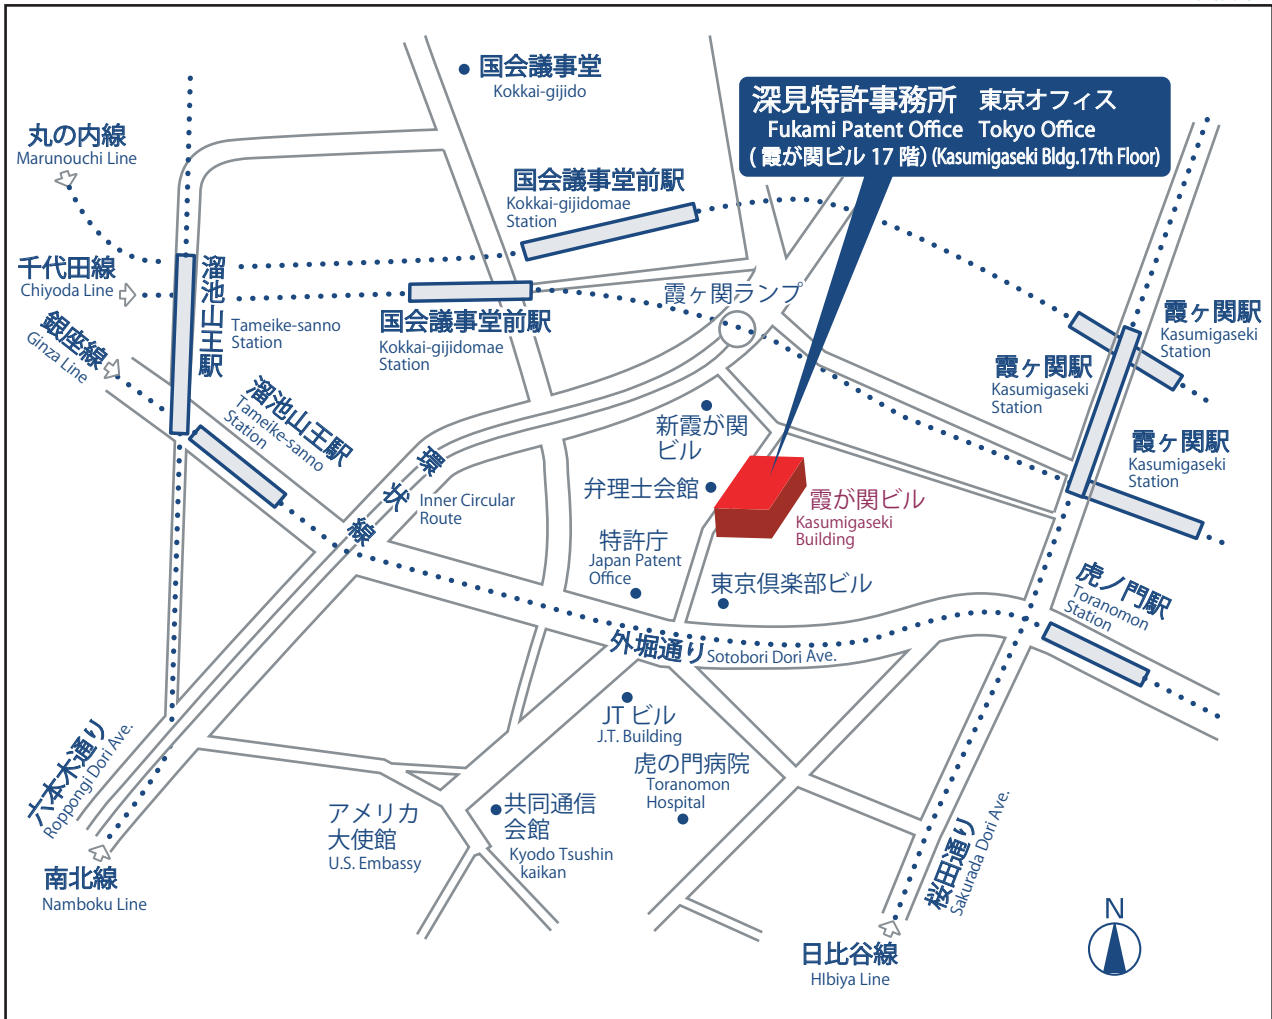 国会議事堂
Kokkai-gijido
深見特許事務所 東京オフィス
Fukami Patent Office Tokyo Office
(霞が関ビル 17 階) (Kasumigaseki Bldg.17th Floor)
丸の内線
Marunouchi Line
国会議事堂前駅
Kokkai-gijidomae
Station
千代田線
Chiyoda Line
溜池山王駅
Tameike-sanno
Station
霞ヶ関ランプ
国会議事堂前駅
Kokkai-gijidomae
Station
銀座線
Ginza Line
霞ヶ関駅
Kasumigaseki
Station
霞ヶ関駅
Kasumigaseki
Station
溜池山王駅
Tameike-sanno
Station
新霞が関
ビル
霞ヶ関駅
Kasumigaseki
Station
環状線
Inner Circular
Route
弁理士会館
霞が関ビル
Kasumigaseki
Building
特許庁
Japan Patent
Office
東京倶楽部ビル
虎ノ門駅
Toranomon
Station
外堀通り
Sotobori Dori Ave.
JT ビル
J.T. Building
虎の門病院
Toranomon
Hospital
六本木通り
Roppongi Dori Ave.
アメリカ
大使館
U.S. Embassy
共同通信
会館
Kyodo Tsushin
kaikan
桜田通り
Sakurada Dori Ave.
南北線
Namboku Line
日比谷線
HIbiya Line
N